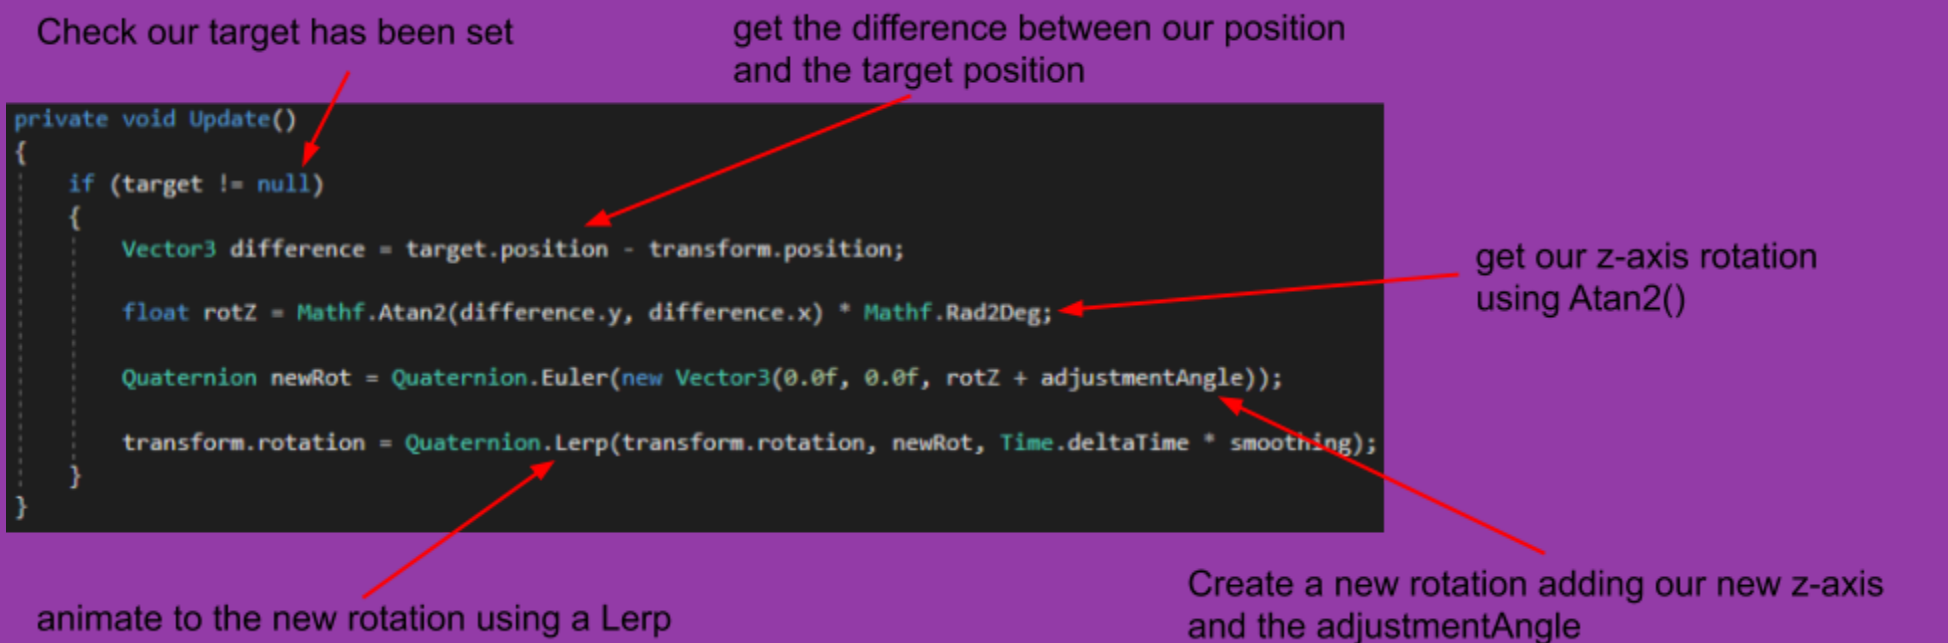 Check our target has been set
get the difference between our position
and the target position
private void Update()
{
if (target != null)
{
Vector3 difference = target.position - transform.position;
float rotZ = Mathf.Atan2(difference.y, difference.x) * Mathf.Rad2Deg;
Quaternion newRot = Quaternion.Euler(new Vector3(0.0f, 0.0f, rotZ + adjustmentAngle));
transform.rotation = Quaternion.Lerp(transform.rotation, newRot, Time.deltaTime * smoothing);
}
}
get our z-axis rotation
using Atan2()
animate to the new rotation using a Lerp
Create a new rotation adding our new z-axis
and the adjustmentAngle